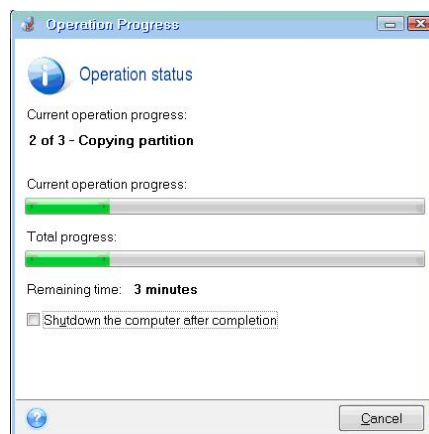 Operation Progress
Operation status
Current operation progress:
2 of 3 - Copying partition
Current operation progress:
Total progress:
Remaining time: 3 minutes
Shutdown the computer after completion
Cancel